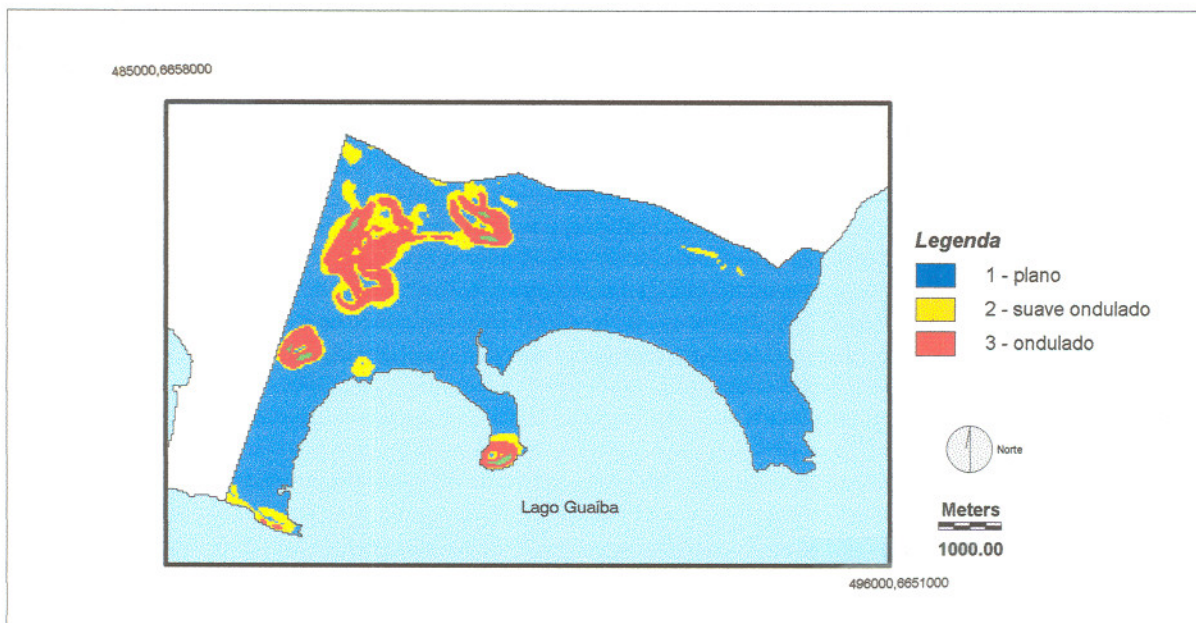 485000,6658000
Legenda
1 - plano
2 - suave ondulado
3 - ondulado
Norte
Lago Guaíba
Meters
1000.00
496000,6651000